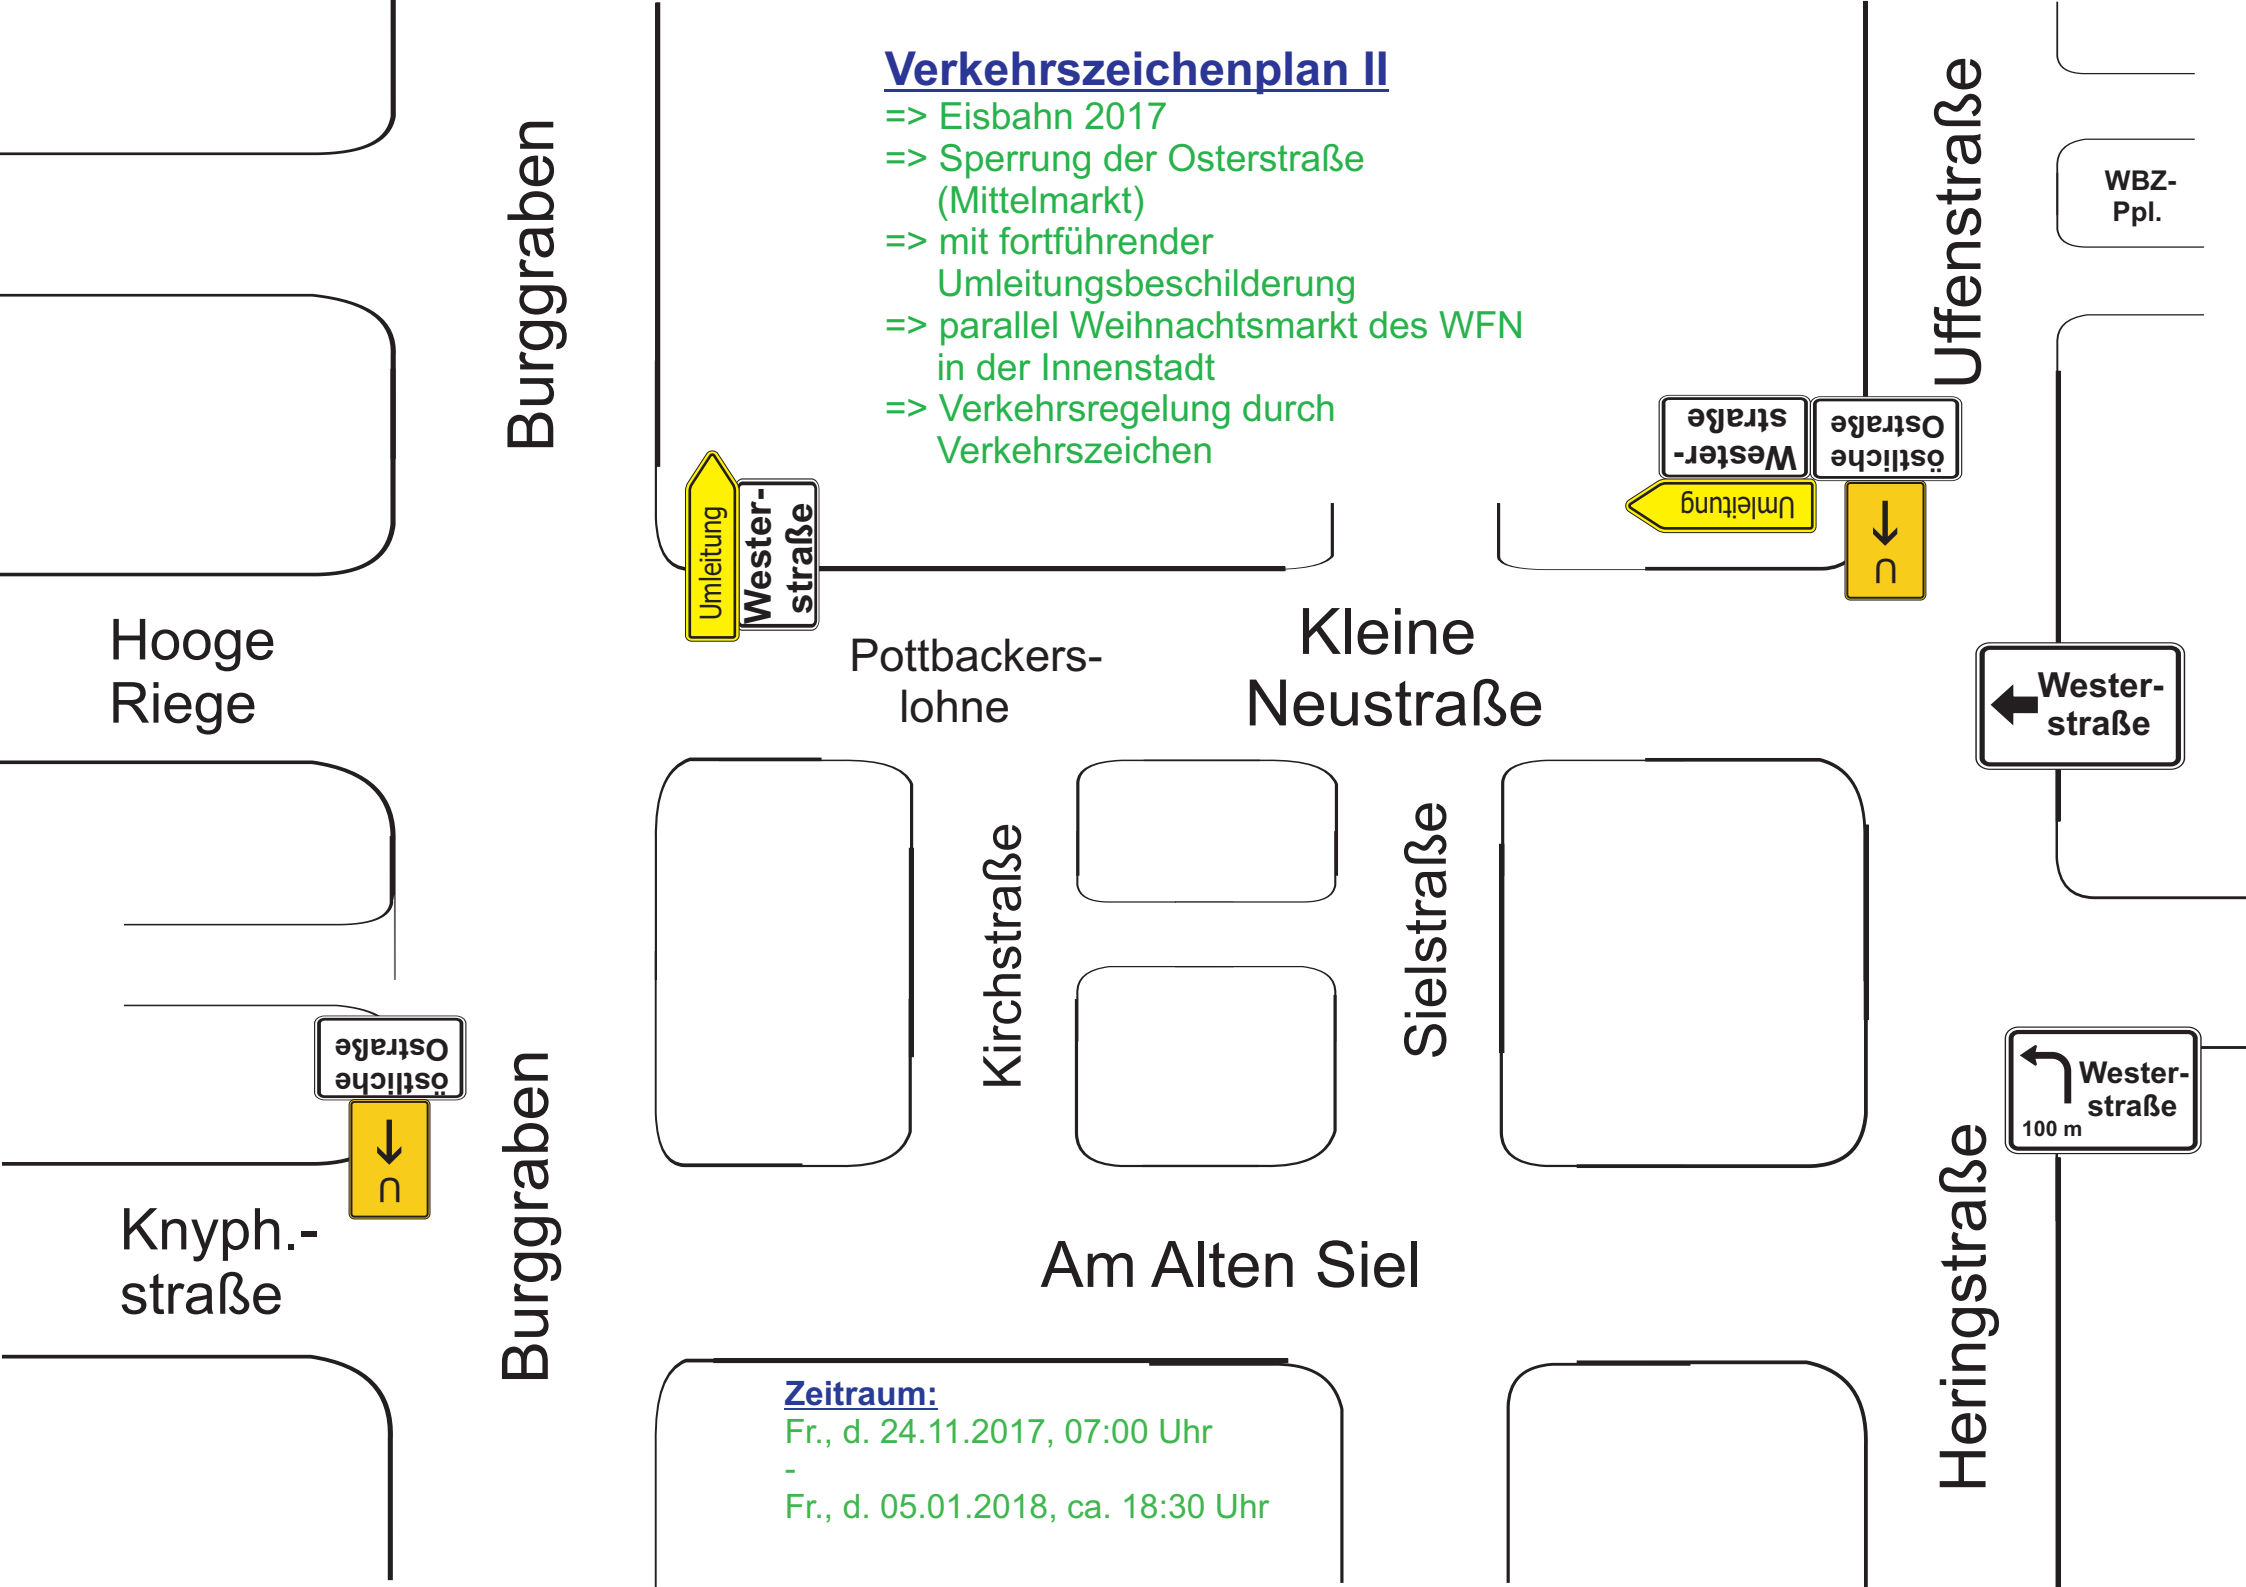 Verkehrszeichenplan II
=> Eisbahn 2017
=> Sperrung der Osterstraße
(Mittelmarkt)
=> mit fortführender
Umleitungsbeschilderung
=> parallel Weihnachtsmarkt des WFN
in der Innenstadt
=> Verkehrsregelung durch
Verkehrszeichen
Burggraben
Uffenstraße
WBZ-
Ppl.
Umleitung
Wester-
straße
Umleitung
Wester-
straße
östliche
Ostraße
U
Hooge
Riege
Pottbackers-
lohne
Kleine
Neustraße
Wester-
straße
Kirchstraße
Sielstraße
östliche
Ostraße
U
Burggraben
Wester-
straße
100 m
Knyph.-
straße
Am Alten Siel
Heringstraße
Zeitraum:
Fr., d. 24.11.2017, 07:00 Uhr
-
Fr., d. 05.01.2018, ca. 18:30 Uhr